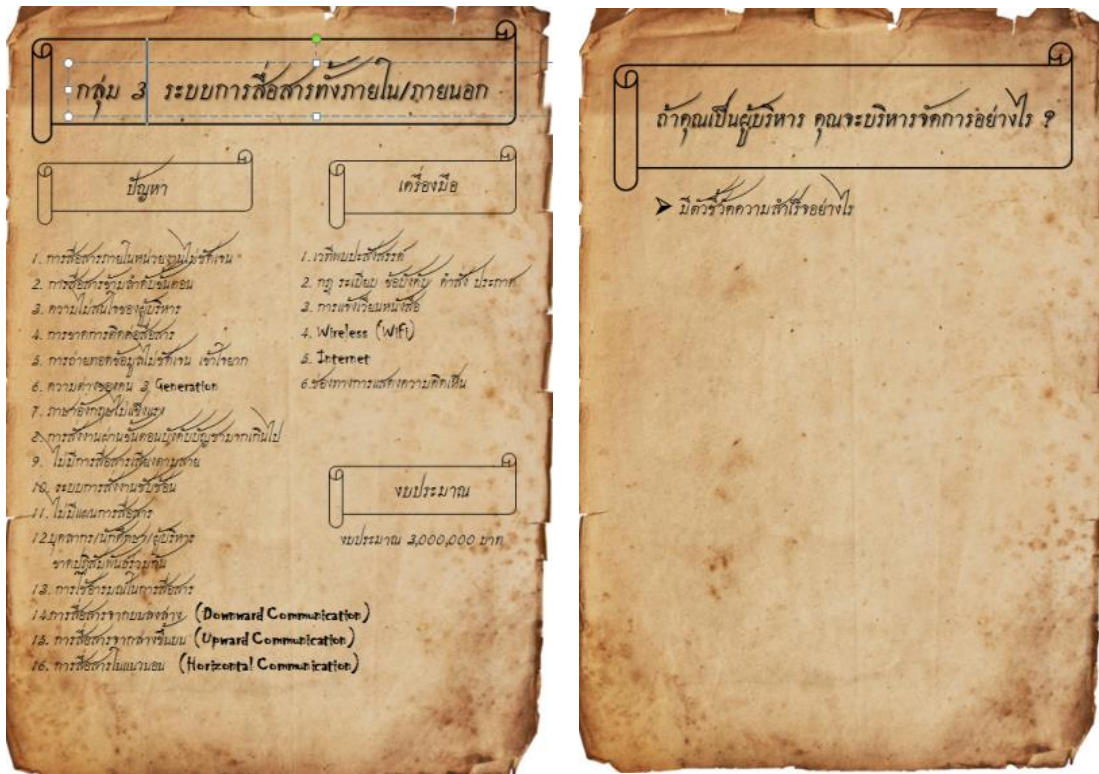 กลุ่ม 3 ระบบการสื่อสารทั้งภายใน/ภายนอก
ปัญหา
1. การสื่อสารภายในหน่วยงานไม่ชัดเจน
2. การสื่อสารข้ามลำดับขั้นตอน
3. ความไม่สนใจของผู้บริหาร
4. การขาดการติดต่อสื่อสาร
5. การถ่ายทอดข้อมูลไม่ชัดเจน เข้าใจยาก
6. ความต่างของคน 3 Generation
7. ภาษาอังกฤษไม่แข็งแรง
8. การสั่งงานผ่านขั้นตอนบังคับบัญชามากเกินไป
9. ไม่มีการสื่อสารเสียงตามสาย
10. ระบบการสั่งงานซับซ้อน
11. ไม่มีแผนการสื่อสาร
12.บุคลากร/นักศึกษา/ผู้บริหาร
ขาดปฏิสัมพันธ์ร่วมกัน
13. การใช้อารมณ์ในการสื่อสาร
14.การสื่อสารจากบนลงล่าง (Downward Communication)
15. การสื่อสารจากล่างขึ้นบน (Upward Communication)
16. การสื่อสารในแนวนอน (Horizontal Communication)
เครื่องมือ
1.เวทีพบปะสังสรรค์
2. กฎ ระเบียบ ข้อบังคับ คำสั่ง ประกาศ
3. การแจ้งเวียนหนังสือ
4. Wireless (WiFi)
5. Internet
6.ช่องทางการแสดงความคิดเห็น
งบประมาณ
งบประมาณ 3,000,000 บาท
ถ้าคุณเป็นผู้บริหาร คุณจะบริหารจัดการอย่างไร ?
➤ มีตัวชี้วัดความสำเร็จอย่างไร